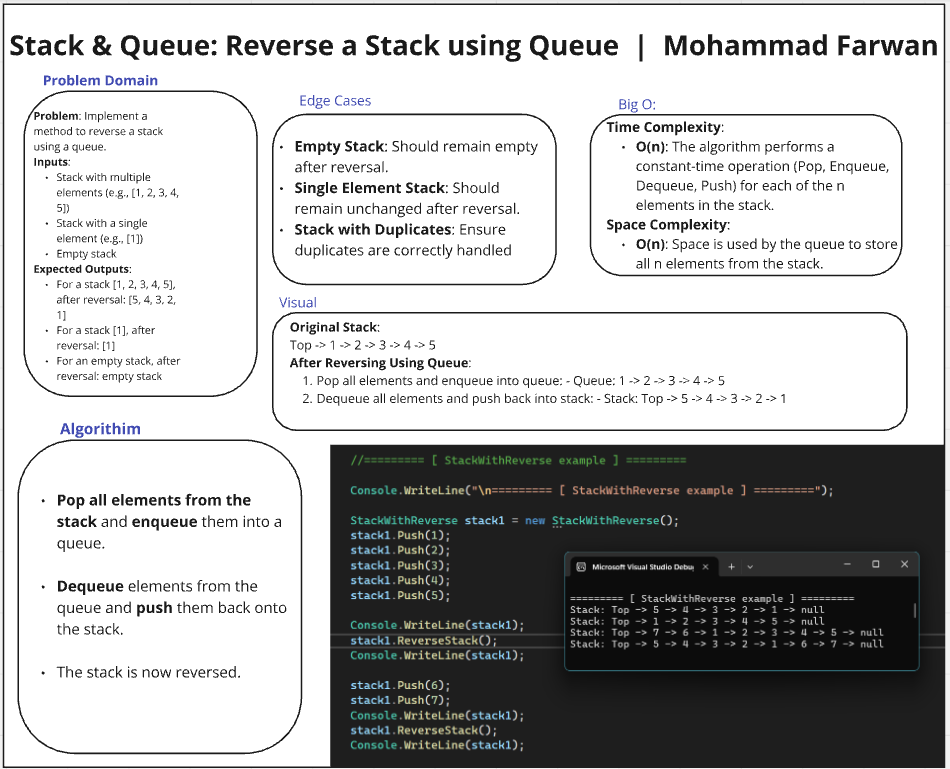 Stack & Queue: Reverse a Stack using Queue | Mohammad Farwan
Problem Domain
Problem: Implement a
method to reverse a stack
using a queue.
Inputs:
• Stack with multiple
elements (e.g., [1, 2, 3, 4,
5])
• Stack with a single
element (e.g., [1])
• Empty stack
Expected Outputs:
• For a stack [1, 2, 3, 4, 5],
after reversal: [5, 4, 3, 2,
1]
• For a stack [1], after
reversal: [1]
• For an empty stack, after
reversal: empty stack
Edge Cases
• Empty Stack: Should remain empty
after reversal.
• Single Element Stack: Should
remain unchanged after reversal.
• Stack with Duplicates: Ensure
duplicates are correctly handled
Big O:
Time Complexity:
• O(n): The algorithm performs a
constant-time operation (Pop, Enqueue,
Dequeue, Push) for each of the n
elements in the stack.
Space Complexity:
• O(n): Space is used by the queue to store
all n elements from the stack.
Visual
Original Stack:
Top -> 1 -> 2 -> 3 -> 4 -> 5
After Reversing Using Queue:
1. Pop all elements and enqueue into queue: - Queue: 1 -> 2 -> 3 -> 4 -> 5
2. Dequeue all elements and push back into stack: - Stack: Top -> 5 -> 4 -> 3 -> 2 -> 1
Algorithim
• Pop all elements from the
stack and enqueue them into a
queue.
• Dequeue elements from the
queue and push them back onto
the stack.
• The stack is now reversed.
//========= [ StackWithReverse example ] =========
Console.WriteLine("\n========= [ StackWithReverse example ] =========");
StackWithReverse stack1 = new StackWithReverse();
stack1.Push(1);
stack1.Push(2);
stack1.Push(3);
stack1.Push(4);
stack1.Push(5);
Console.WriteLine(stack1);
stack1.ReverseStack();
Console.WriteLine(stack1);
stack1.Push(6);
stack1.Push(7);
Console.WriteLine(stack1);
stack1.ReverseStack();
Console.WriteLine(stack1);
Microsoft Visual Studio Debug
========= [ StackWithReverse example ] =========
Stack: Top -> 5 -> 4 -> 3 -> 2 -> 1 -> null
Stack: Top -> 1 -> 2 -> 3 -> 4 -> 5 -> null
Stack: Top -> 7 -> 6 -> 1 -> 2 -> 3 -> 4 -> 5 -> null
Stack: Top -> 5 -> 4 -> 3 -> 2 -> 1 -> 6 -> 7 -> null